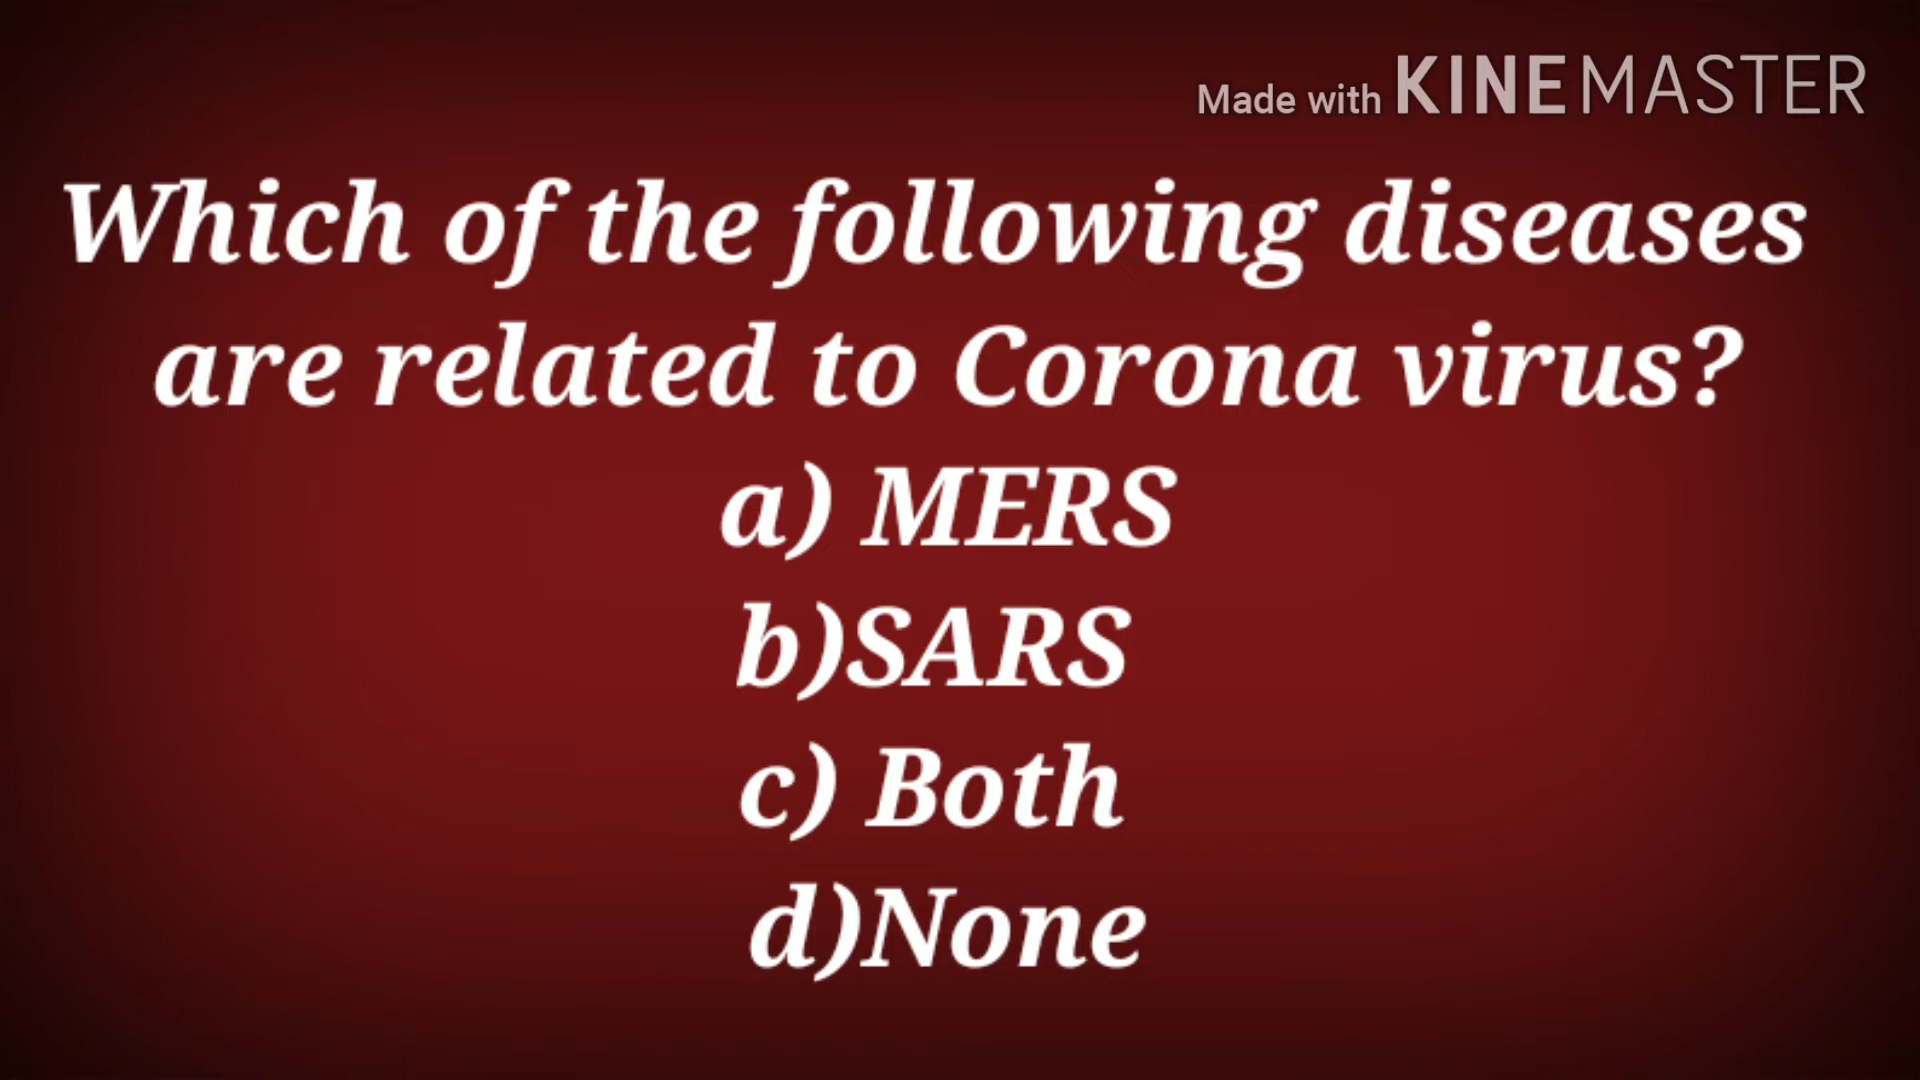 Made with KINEMASTER
Which of the following diseases
are related to Corona virus?
a) MERS
b)SARS
c) Both
d)None